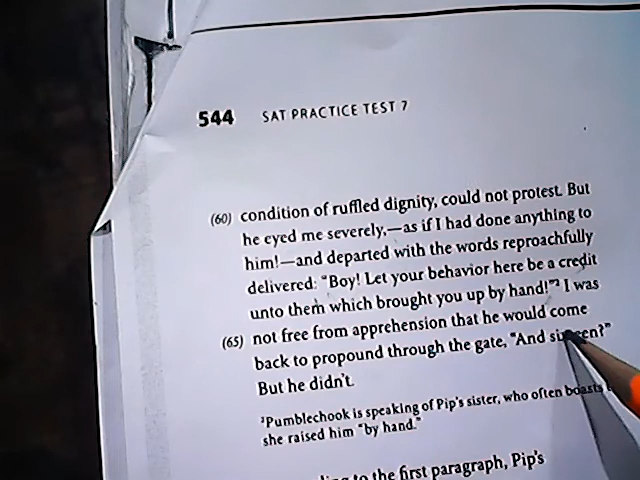 544 SAT PRACTICE TEST 7
(60) condition of ruffled dignity, could not protest. But
he eyed me severely,—as if I had done anything to
him!—and departed with the words reproachfully
delivered: “Boy! Let your behavior here be a credit
unto them which brought you up by hand!”² I was
(65) not free from apprehension that he would come
back to propound through the gate, “And
But he didn’t.
²Pumblechook is speaking of Pip’s sister, who often boasts
she raised him “by hand.”
to the first paragraph, Pip’s